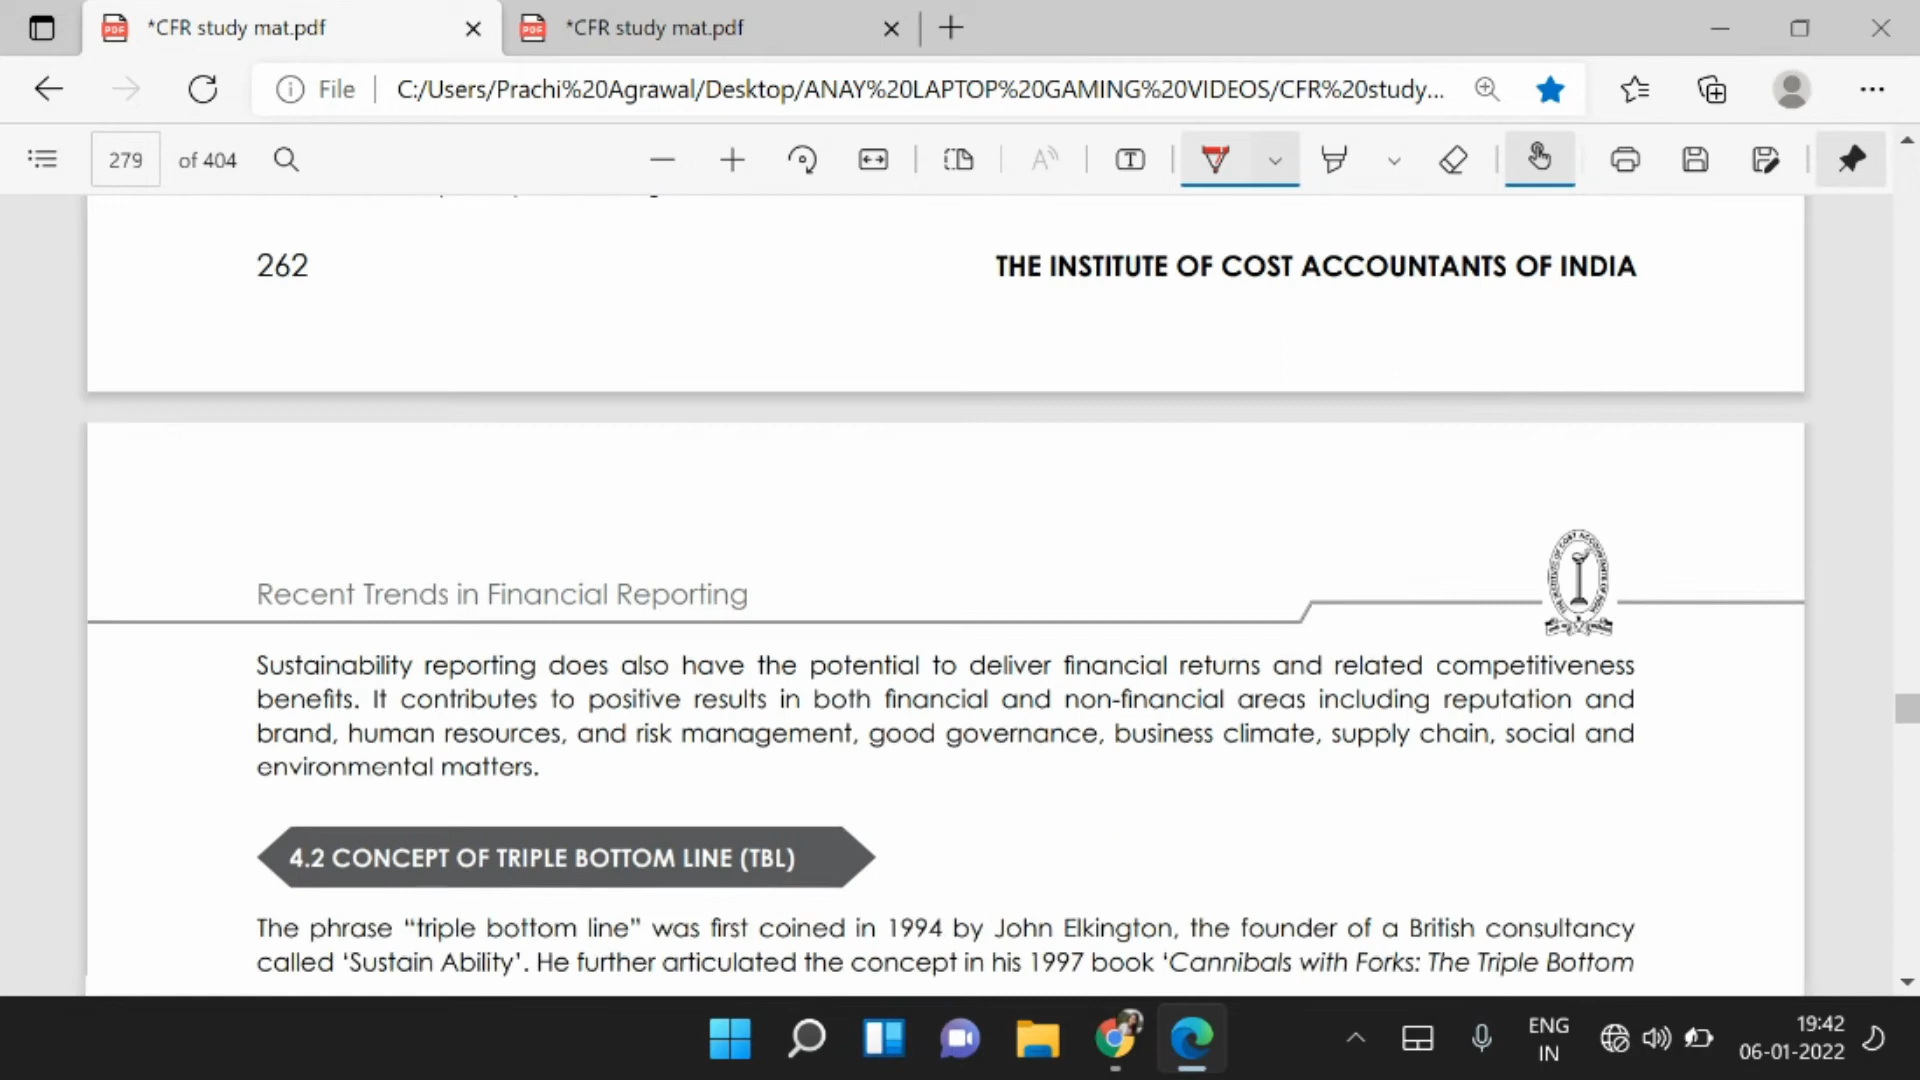 *CFR study mat.pdf
*CFR study mat.pdf
File
C:/Users/Prachi%20Agrawal/Desktop/ANAY%20LAPTOP%20GAMING%20VIDEOS/CFR%20study...
279 of 404
262
THE INSTITUTE OF COST ACCOUNTANTS OF INDIA
Recent Trends in Financial Reporting
Sustainability reporting does also have the potential to deliver financial returns and related competitiveness
benefits. It contributes to positive results in both financial and non-financial areas including reputation and
brand, human resources, and risk management, good governance, business climate, supply chain, social and
environmental matters.
4.2 CONCEPT OF TRIPLE BOTTOM LINE (TBL)
The phrase “triple bottom line” was first coined in 1994 by John Elkington, the founder of a British consultancy
called ‘Sustain Ability’. He further articulated the concept in his 1997 book ‘Cannibals with Forks: The Triple Bottom
ENG
IN
19:42
06-01-2022